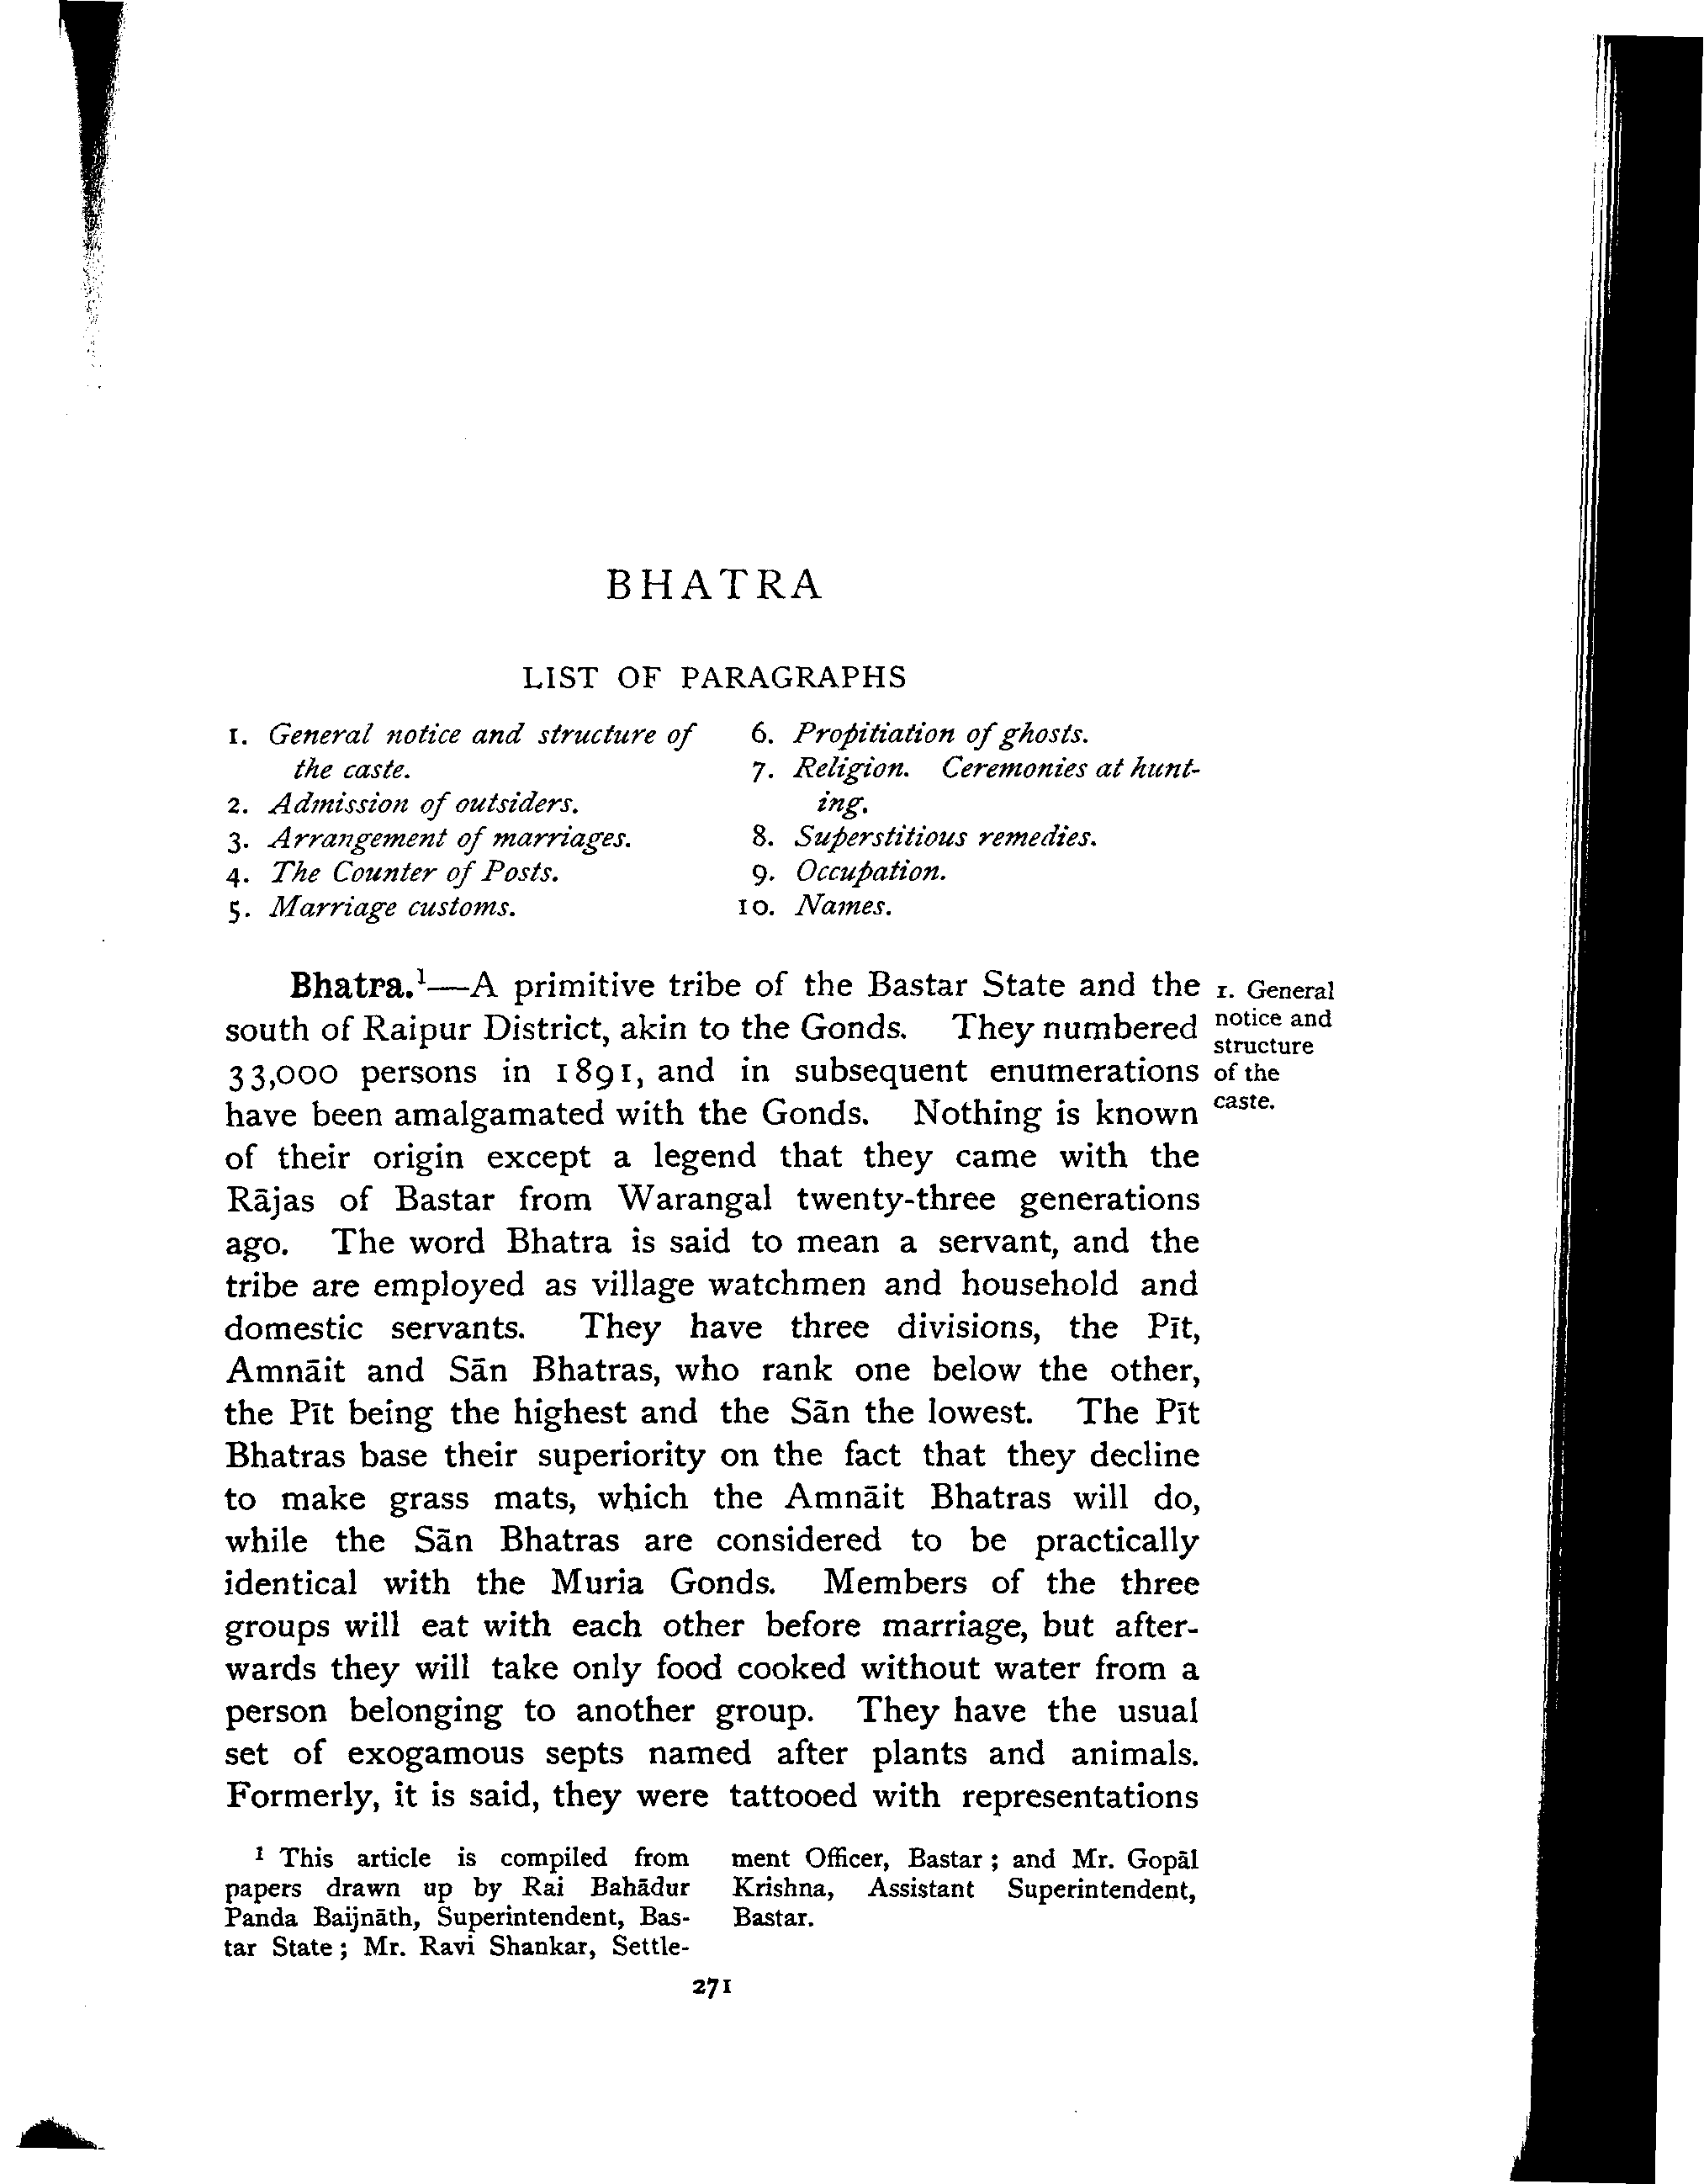 BHATRA
LIST OF PARAGRAPHS
1. General notice and structure of
the caste.
2. Admission of outsiders.
3. Arrangement of marriages.
4. The Counter of Posts.
5. Marriage customs.
6. Propitiation of ghosts.
7. Religion. Ceremonies at hunt-
ing.
8. Superstitious remedies.
9. Occupation.
10. Names.
Bhatra.¹—A primitive tribe of the Bastar State and the
south of Raipur District, akin to the Gonds. They numbered
33,000 persons in 1891, and in subsequent enumerations
have been amalgamated with the Gonds. Nothing is known
of their origin except a legend that they came with the
Rājas of Bastar from Warangal twenty-three generations
ago. The word Bhatra is said to mean a servant, and the
tribe are employed as village watchmen and household and
domestic servants. They have three divisions, the Pīt,
Amnāit and Sān Bhatras, who rank one below the other,
the Pīt being the highest and the Sān the lowest. The Pīt
Bhatras base their superiority on the fact that they decline
to make grass mats, which the Amnāit Bhatras will do,
while the Sān Bhatras are considered to be practically
identical with the Muria Gonds. Members of the three
groups will eat with each other before marriage, but after-
wards they will take only food cooked without water from a
person belonging to another group. They have the usual
set of exogamous septs named after plants and animals.
Formerly, it is said, they were tattooed with representations
1. General
notice and
structure
of the
caste.
¹ This article is compiled from
papers drawn up by Rai Bahādur
Panda Baijnāth, Superintendent, Bas-
tar State; Mr. Ravi Shankar, Settle-
ment Officer, Bastar; and Mr. Gopāl
Krishna, Assistant Superintendent,
Bastar.
271